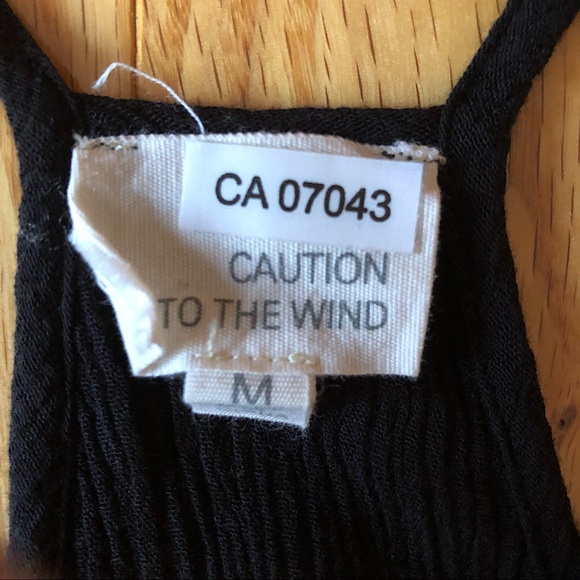 CA 07043
CAUTION
TO THE WIND
M